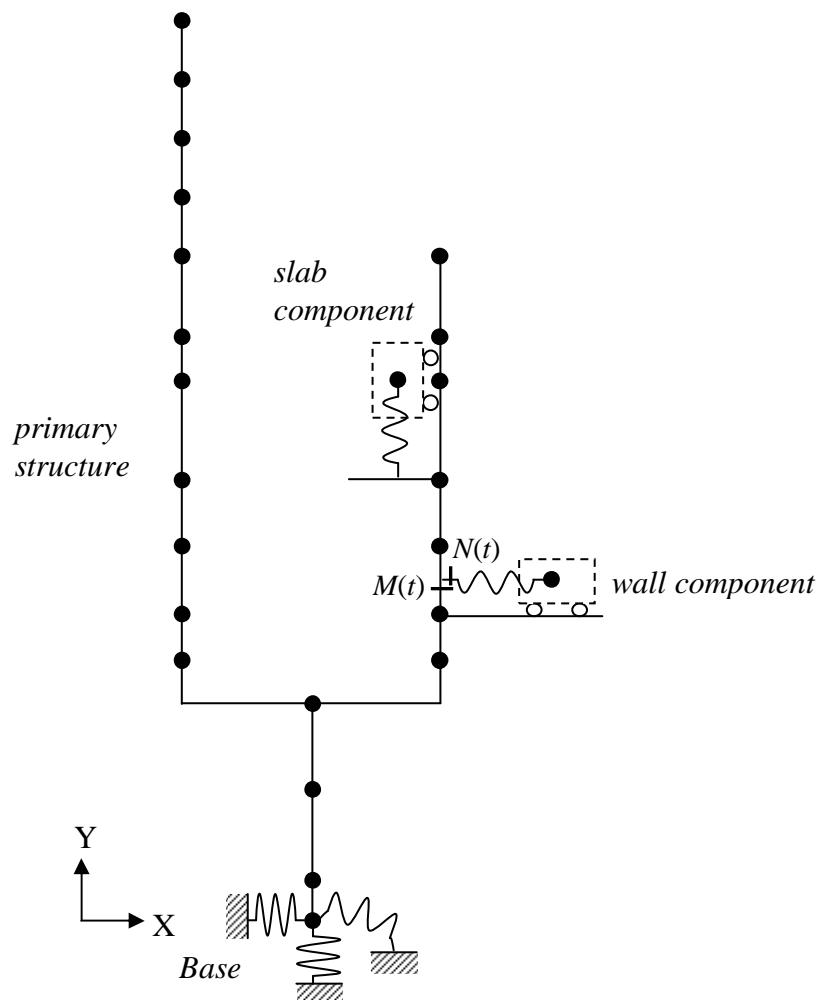 slab
component
primary
structure
N(t)
M(t)
wall component
Y
X
Base